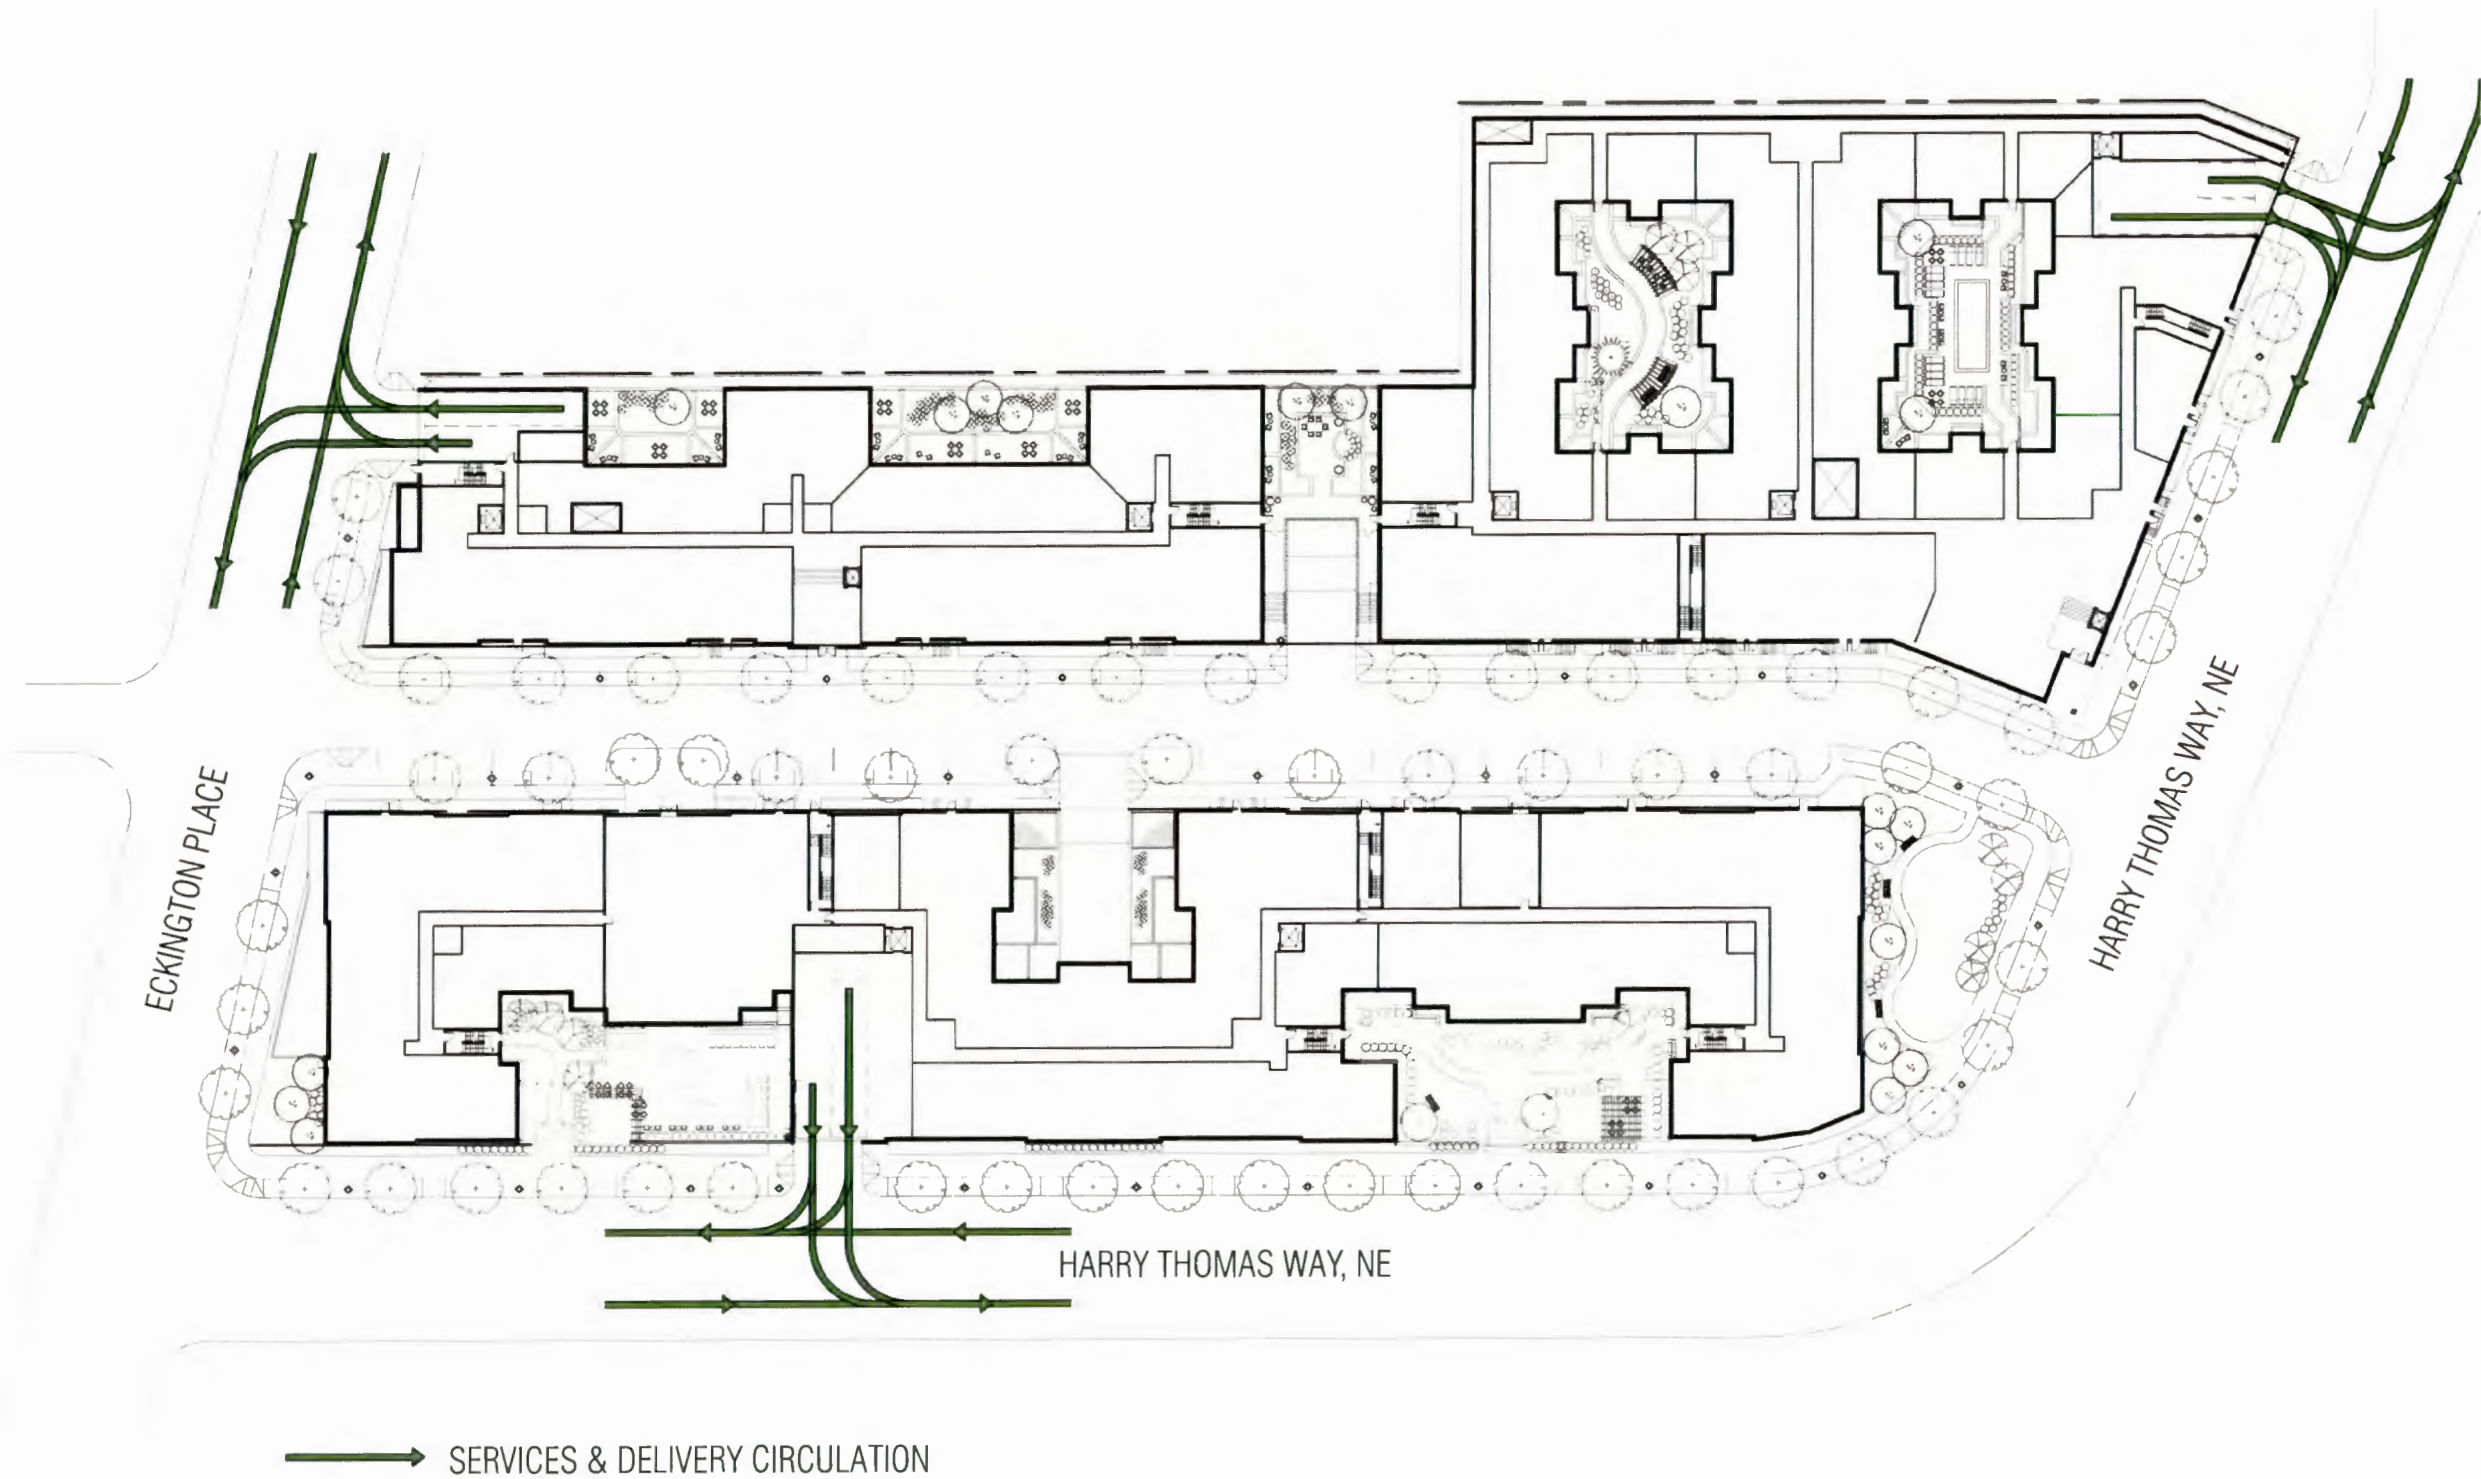 ECKINGTON PLACE
HARRY THOMAS WAY, NE
HARRY THOMAS WAY, NE
SERVICES & DELIVERY CIRCULATION